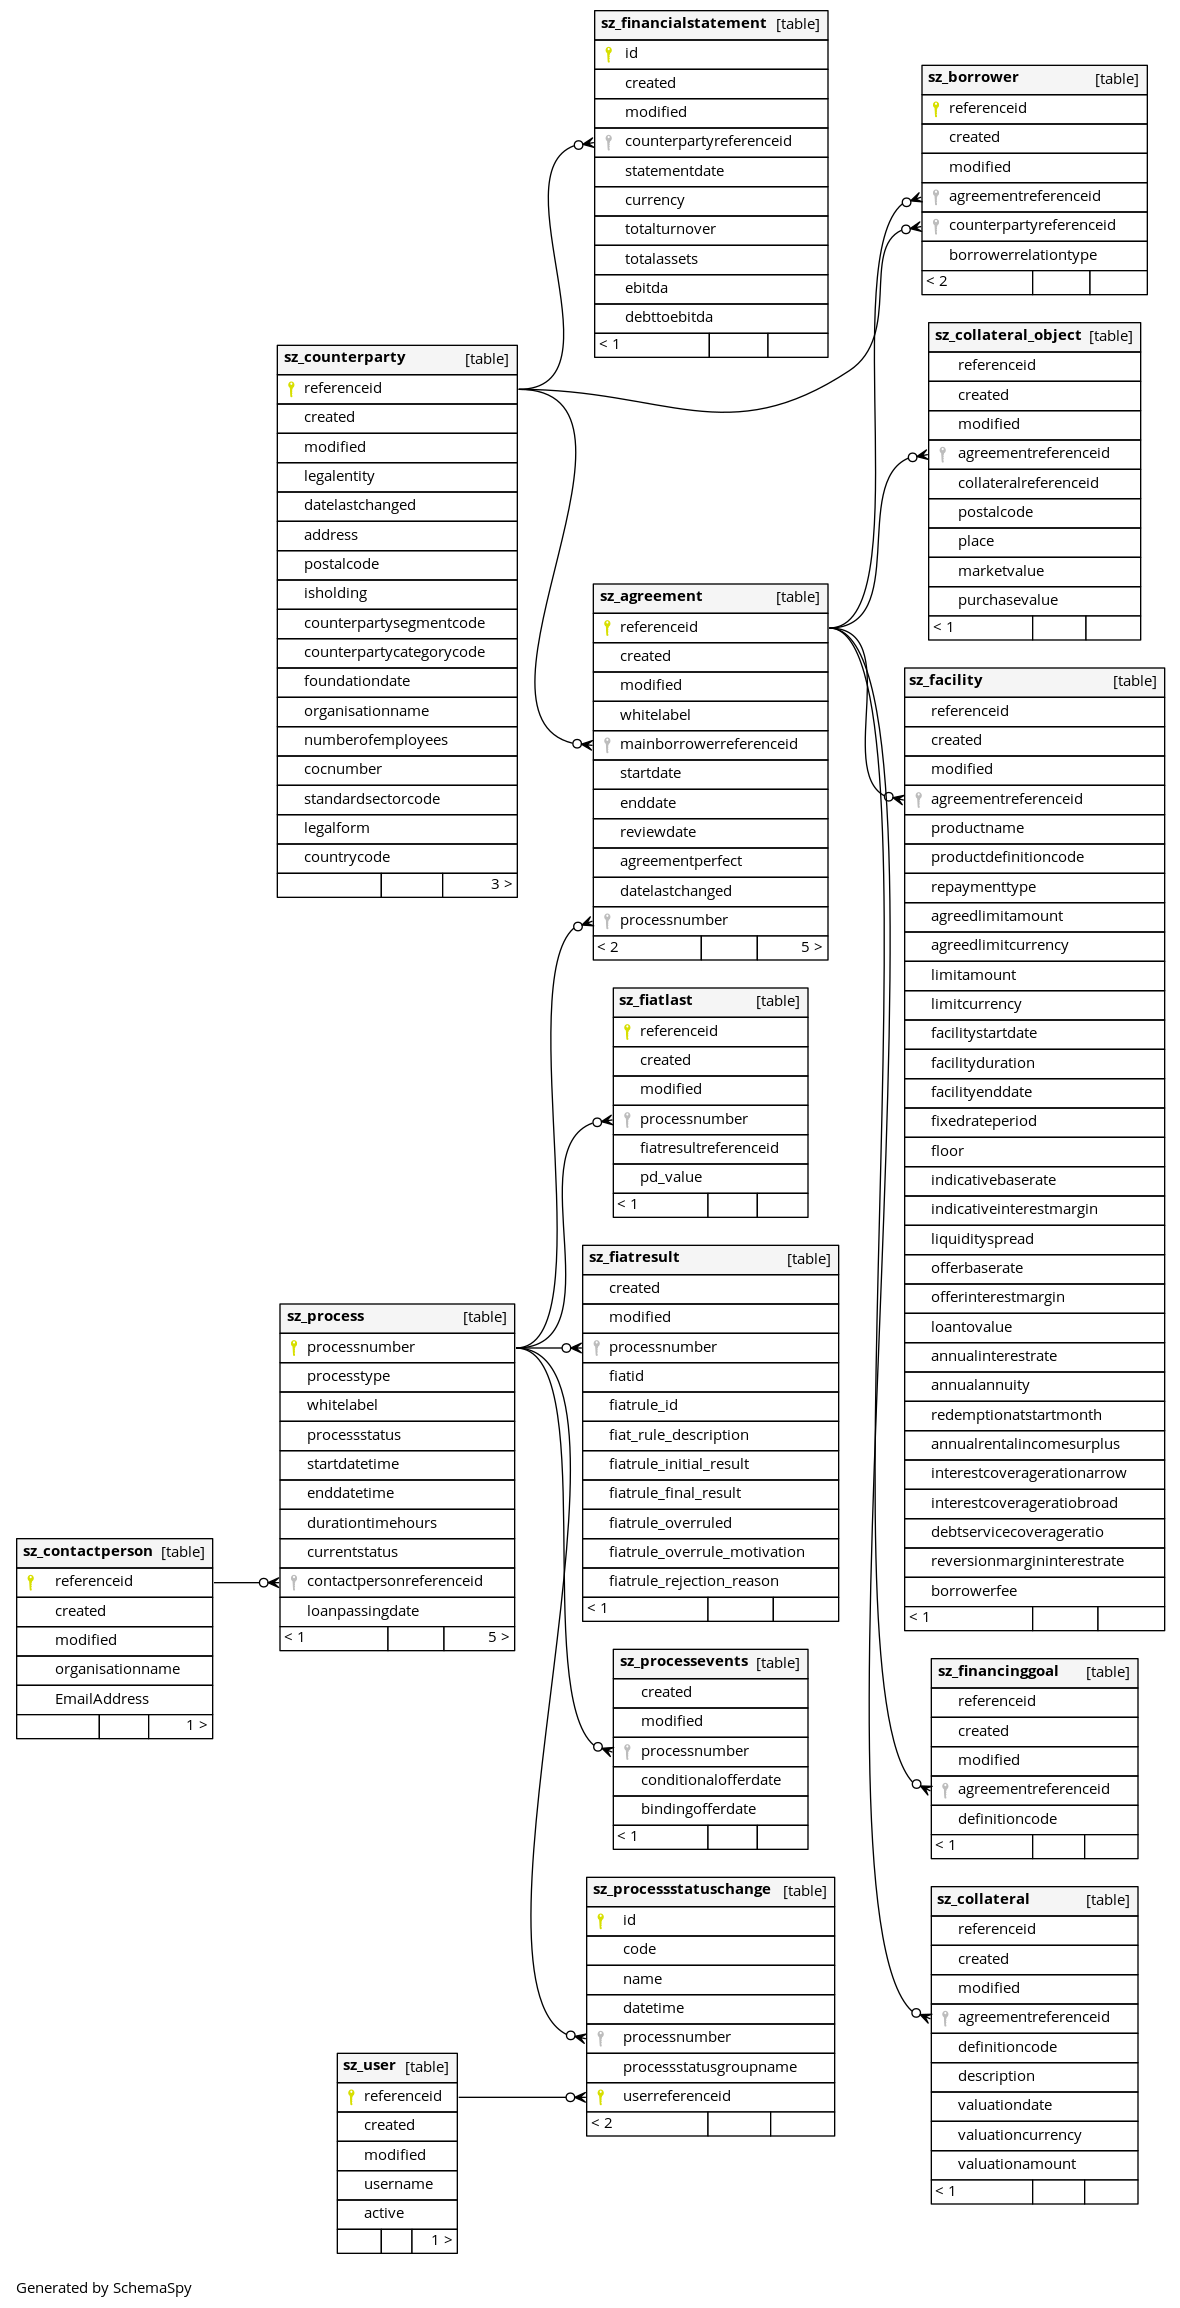 sz_financialstatement [table]
id
created
modified
counterpartyreferenceid
statementdate
currency
totalturnover
totalassets
ebitda
debttoebitda
< 1
sz_borrower [table]
referenceid
created
modified
agreementreferenceid
counterpartyreferenceid
borrowerrelationtype
< 2
sz_collateral_object [table]
referenceid
created
modified
agreementreferenceid
collateralreferenceid
postalcode
place
marketvalue
purchasevalue
< 1
sz_counterparty [table]
referenceid
created
modified
legalentity
datelastchanged
address
postalcode
isholding
counterpartysegmentcode
counterpartycategorycode
foundationdate
organisationname
numberofemployees
cocnumber
standardsectorcode
legalform
countrycode
3 >
sz_agreement [table]
referenceid
created
modified
whitelabel
mainborrowerreferenceid
startdate
enddate
reviewdate
agreementperfect
datelastchanged
processnumber
< 2 5 >
sz_facility [table]
referenceid
created
modified
agreementreferenceid
productname
productdefinitioncode
repaymenttype
agreedlimitamount
agreedlimitcurrency
limitamount
limitcurrency
facilitystartdate
facilityduration
facilityenddate
fixedrateperiod
floor
indicativebaserate
indicativeinterestmargin
liquidityspread
offerbaserate
offerinterestmargin
loantovalue
annualinterestrate
annualannuity
redemptionatstartmonth
annualrentalincomesurplus
interestcoveragerationarrow
interestcoverageratiobroad
debtservicecoverageratio
reversionmargininterestrate
borrowerfee
< 1
sz_fiatlast [table]
referenceid
created
modified
processnumber
fiatresultreferenceid
pd_value
< 1
sz_fiatresult [table]
created
modified
processnumber
fiatid
fiatrule_id
fiat_rule_description
fiatrule_initial_result
fiatrule_final_result
fiatrule_overruled
fiatrule_overrule_motivation
fiatrule_rejection_reason
< 1
sz_process [table]
processnumber
processtype
whitelabel
processstatus
startdatetime
enddatetime
durationtimehours
currentstatus
contactpersonreferenceid
loanpassingdate
< 1 5 >
sz_contactperson [table]
referenceid
created
modified
organisationname
EmailAddress
1 >
sz_processevents [table]
created
modified
processnumber
conditionalofferdate
bindingofferdate
< 1
sz_financinggoal [table]
referenceid
created
modified
agreementreferenceid
definitioncode
< 1
sz_processstatuschange [table]
id
code
name
datetime
processnumber
processstatusgroupname
userreferenceid
< 2
sz_collateral [table]
referenceid
created
modified
agreementreferenceid
definitioncode
description
valuationdate
valuationcurrency
valuationamount
< 1
sz_user [table]
referenceid
created
modified
username
active
1 >
Generated by SchemaSpy